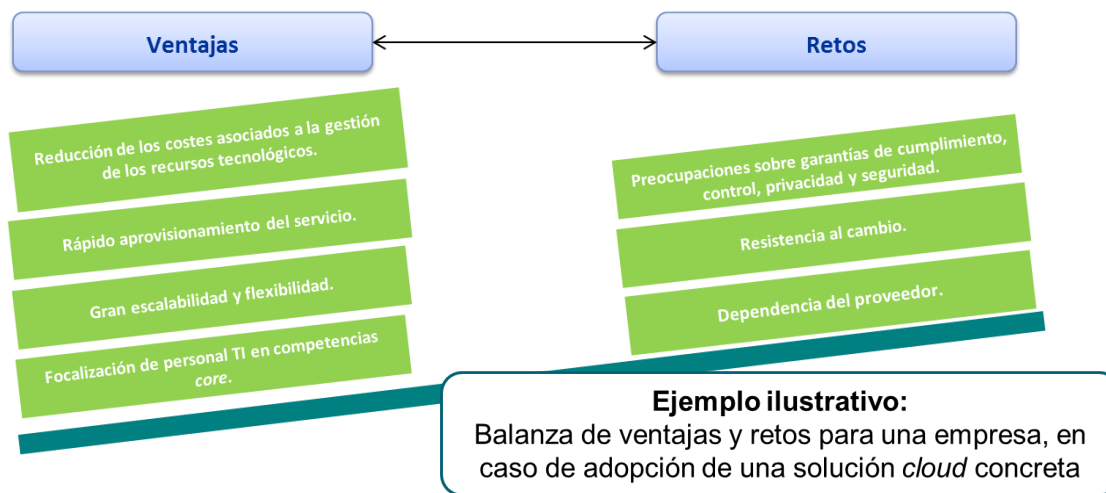 Ventajas
Retos
Reducción de los costes asociados a la gestión
de los recursos tecnológicos.
Rápido aprovisionamiento del servicio.
Gran escalabilidad y flexibilidad.
Focalización de personal TI en competencias
core.
Preocupaciones sobre garantías de cumplimiento,
control, privacidad y seguridad.
Resistencia al cambio.
Dependencia del proveedor.
Ejemplo ilustrativo:
Balanza de ventajas y retos para una empresa, en
caso de adopción de una solución cloud concreta